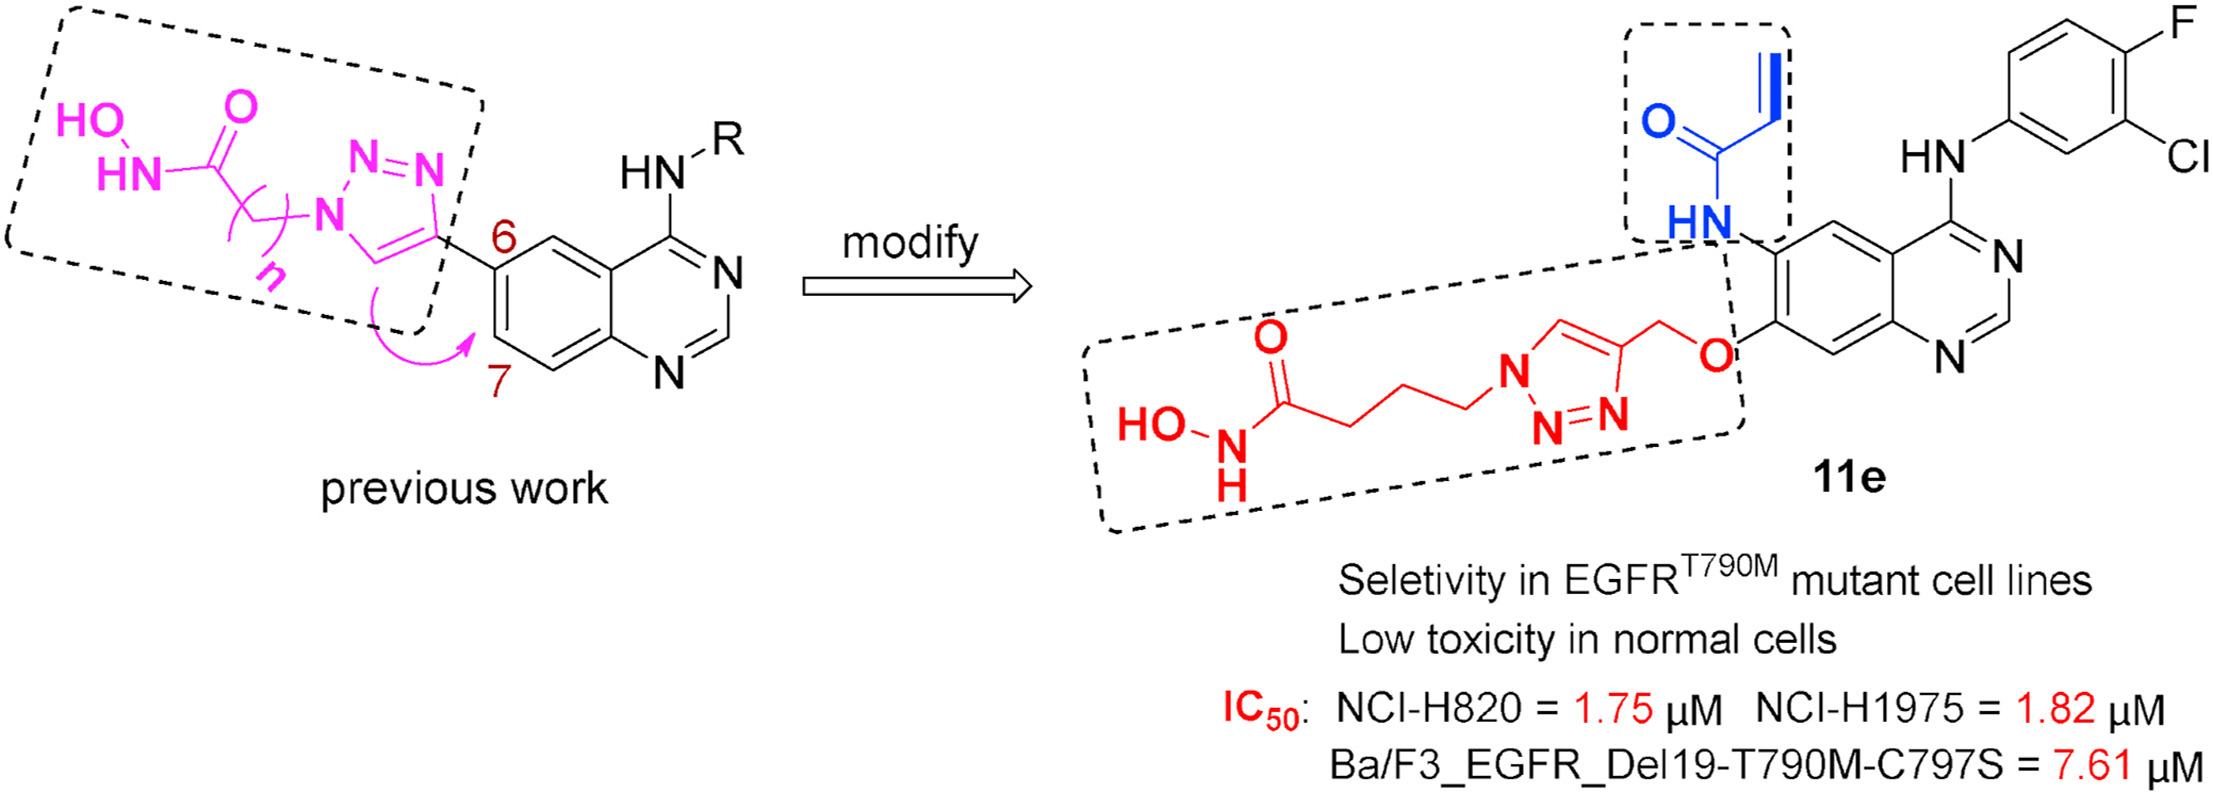 HO
HN
O
n
N
N=N
6
7
HN
R
N
N
previous work
modify
O
HN
HN
F
Cl
N
N
O
HO
N
H
O
N
N=N
11e
Seletivity in EGFR^T790M mutant cell lines
Low toxicity in normal cells
IC50: NCI-H820 = 1.75 µM NCI-H1975 = 1.82 µM
Ba/F3_EGFR_Del19-T790M-C797S = 7.61 µM